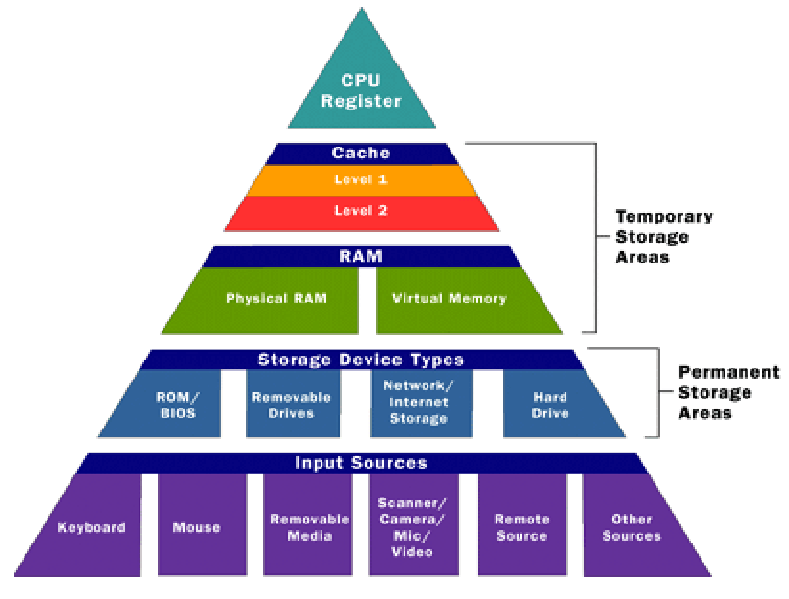 CPU
Register
Cache
Level 1
Level 2
Temporary
Storage
Areas
RAM
Physical RAM
Virtual Memory
Storage Device Types
ROM/
BIOS
Removable
Drives
Network/
Internet
Storage
Hard
Drive
Permanent
Storage
Areas
Input Sources
Keyboard
Mouse
Removable
Media
Scanner/
Camera/
Mic/
Video
Remote
Source
Other
Sources